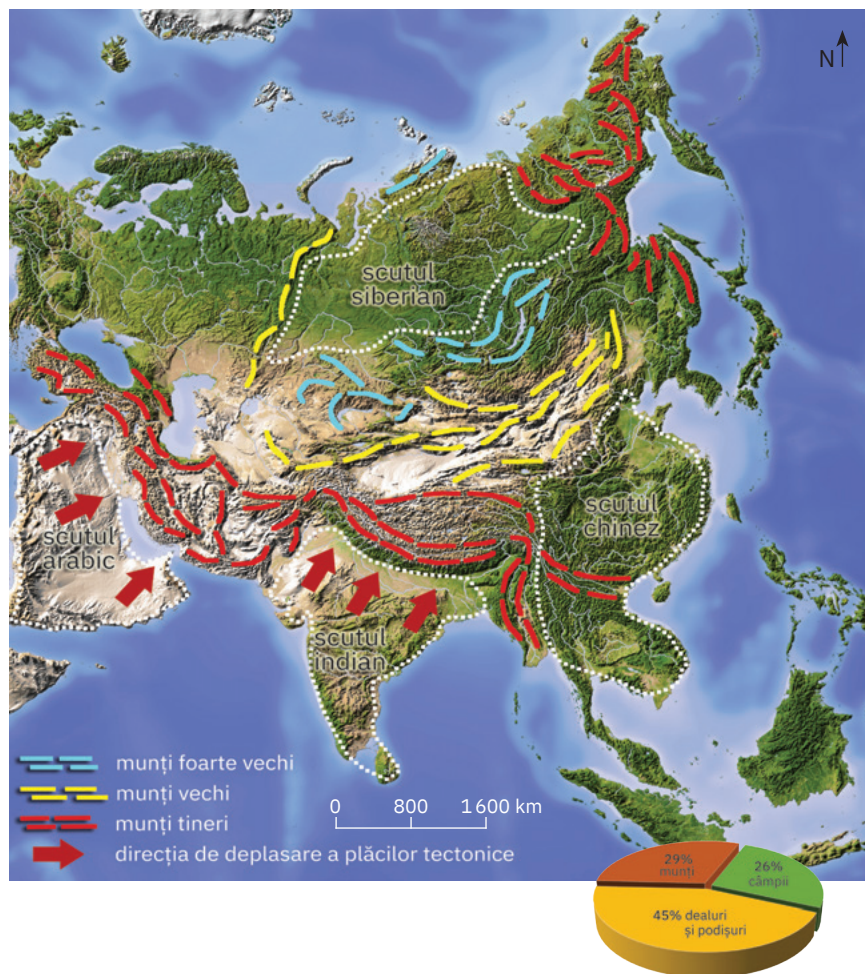 N
scutul
siberian
scutul
chinez
scutul
arabic
scutul
indian
munți foarte vechi
munți vechi
munți tineri
direcția de deplasare a plăcilor tectonice
0 800 1 600 km
29%
munți
26%
câmpii
45% dealuri
și podișuri